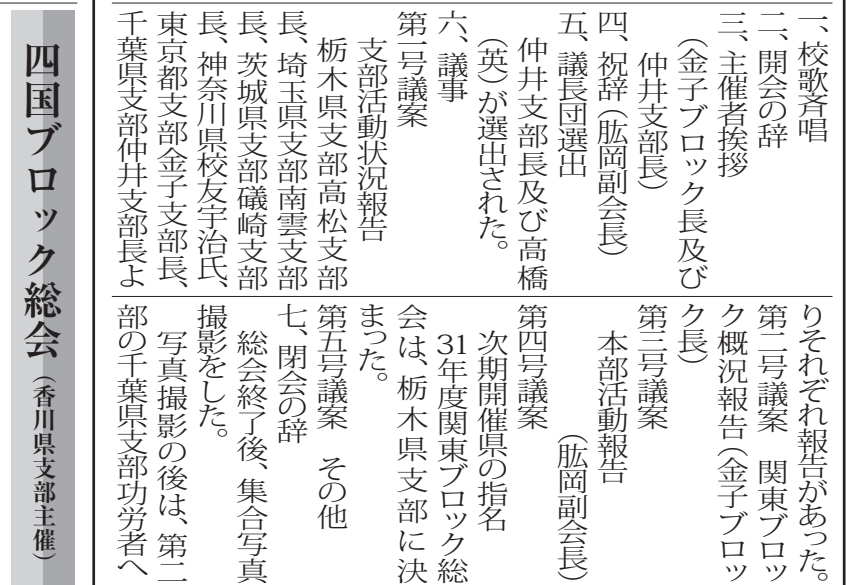 一、校歌斉唱
二、開会の辞
三、主催者挨拶
（金子ブロック長及び
仲井支部長）
四、祝辞（肱岡副会長）
五、議長団選出
仲井支部長及び高橋
（英）が選出された。
六、議事
第一号議案
支部活動状況報告
栃木県支部高松支部
長、埼玉県支部南雲支部
長、茨城県支部礒崎支部
長、神奈川県校友宇治氏、
東京都支部金子支部長、
千葉県支部仲井支部長よ
りそれぞれ報告があった。
第二号議案　関東ブロッ
ク概況報告（金子ブロッ
ク長）
第三号議案
本部活動報告
（肱岡副会長）
第四号議案
次期開催県の指名
31年度関東ブロック総
会は、栃木県支部に決
まった。
第五号議案　その他
七、閉会の辞
総会終了後、集合写真
撮影をした。
写真撮影の後は、第二
部の千葉県支部功労者へ
四国ブロック総会（香川県支部主催）